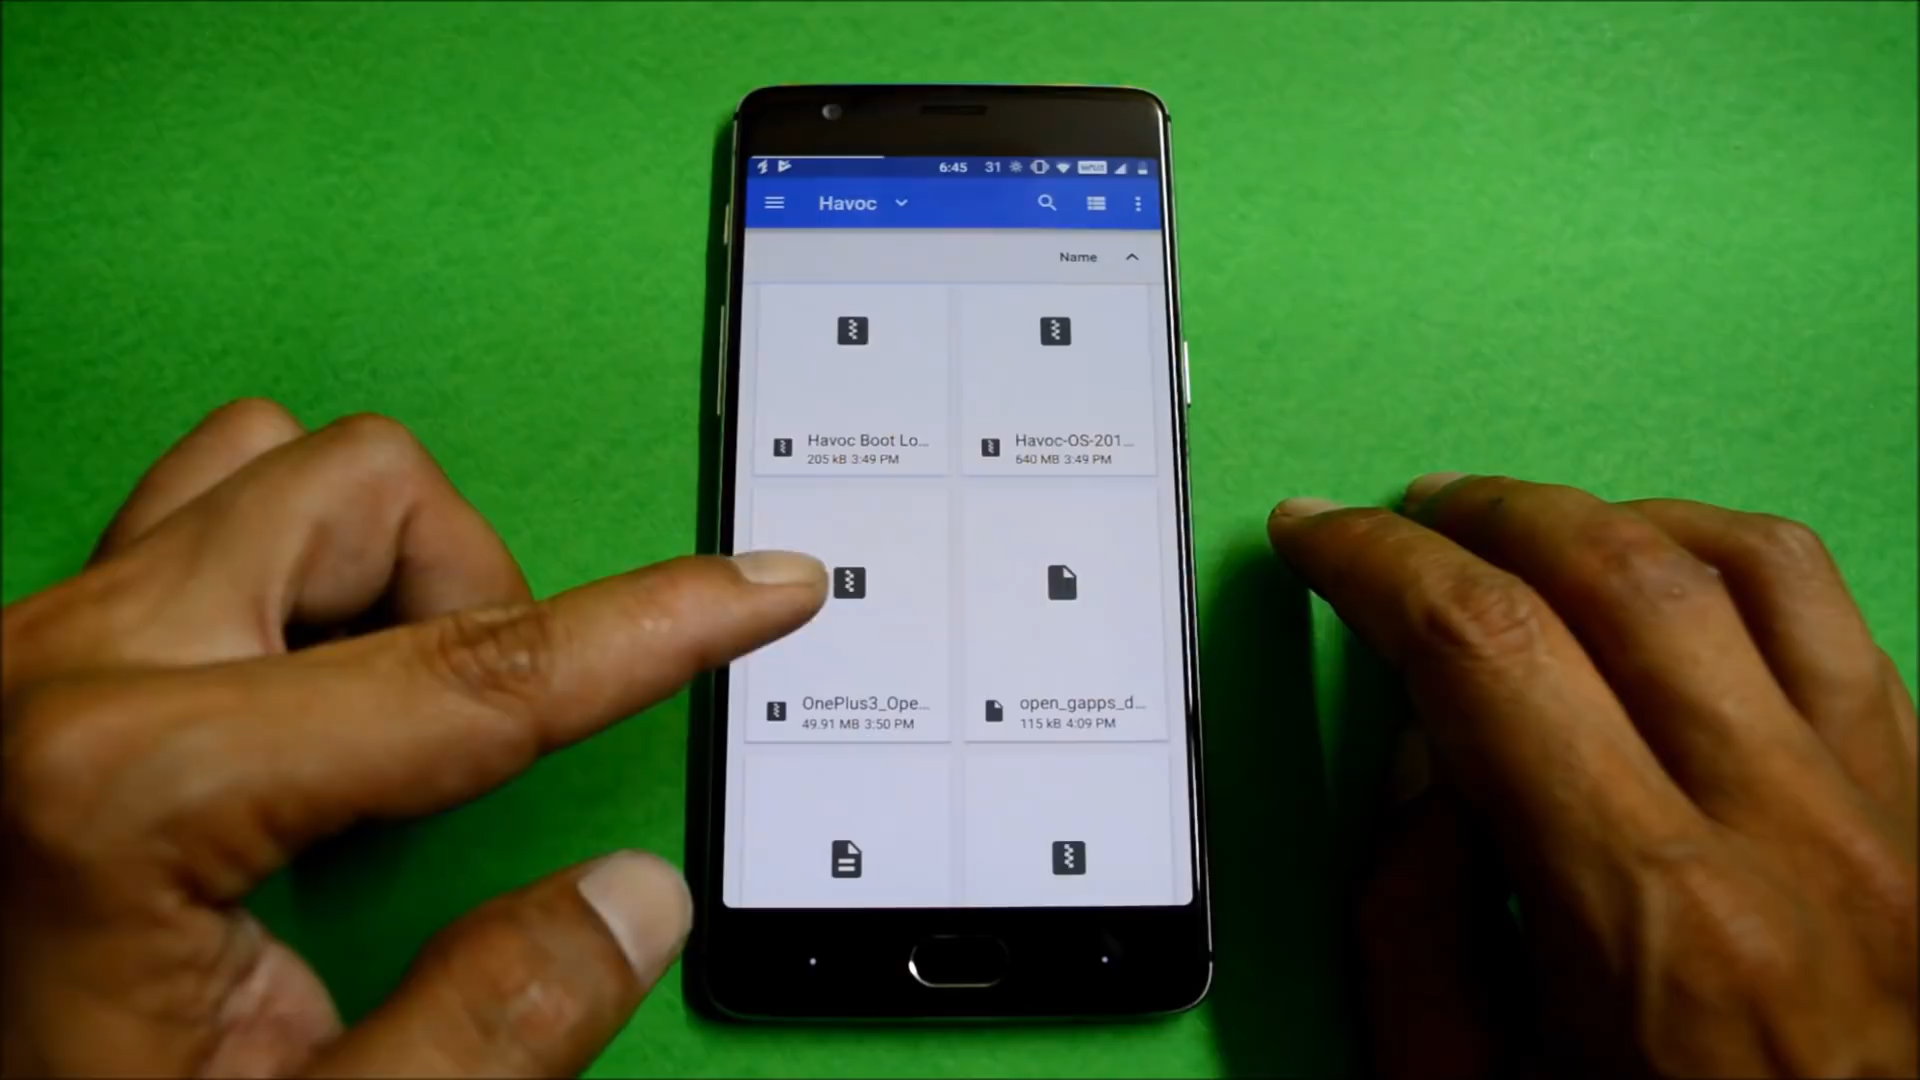 6:45 31
Havoc
Name
Havoc Boot Lo...
205 kB 3:49 PM
Havoc-OS-201...
640 MB 3:49 PM
OnePlus3_Ope...
49.91 MB 3:50 PM
open_gapps_d...
115 kB 4:09 PM